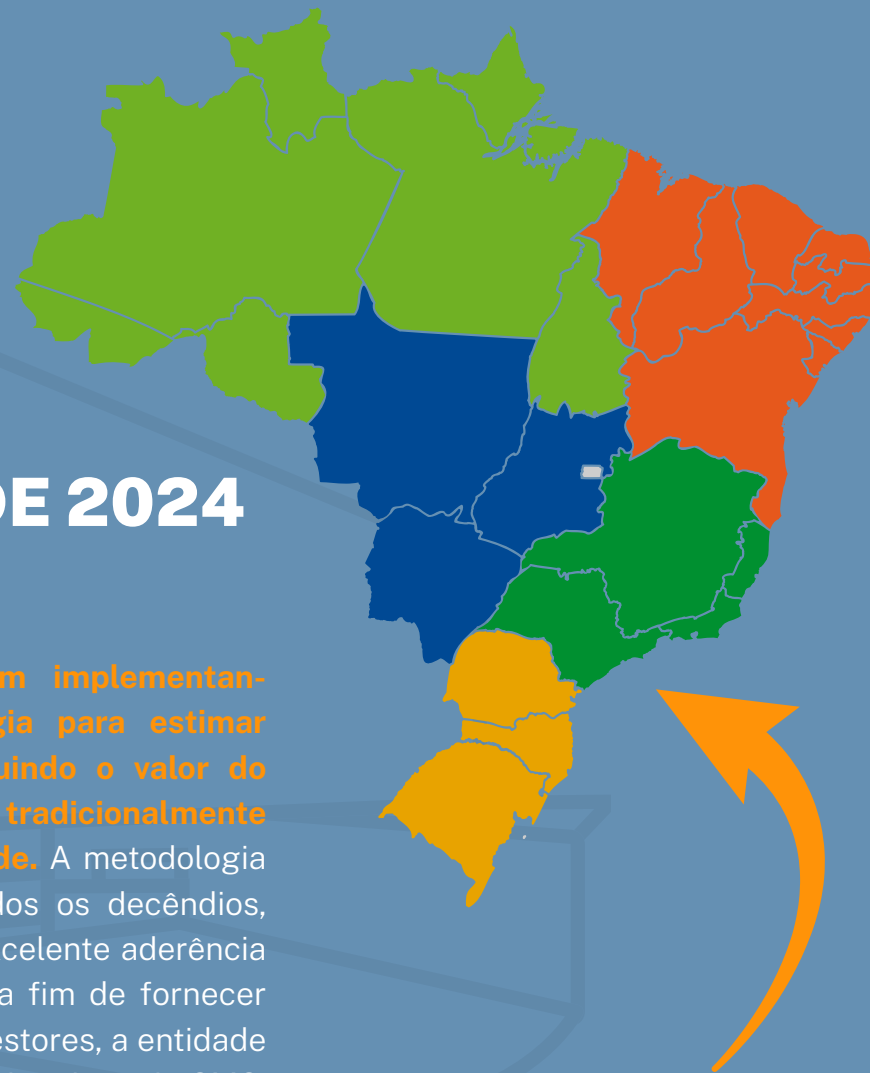 DE 2024
m implementan-
gia para estimar
uindo o valor do
tradicionalmente
de. A metodologia
dos os decêndios,
celente aderência
a fim de fornecer
estores, a entidade